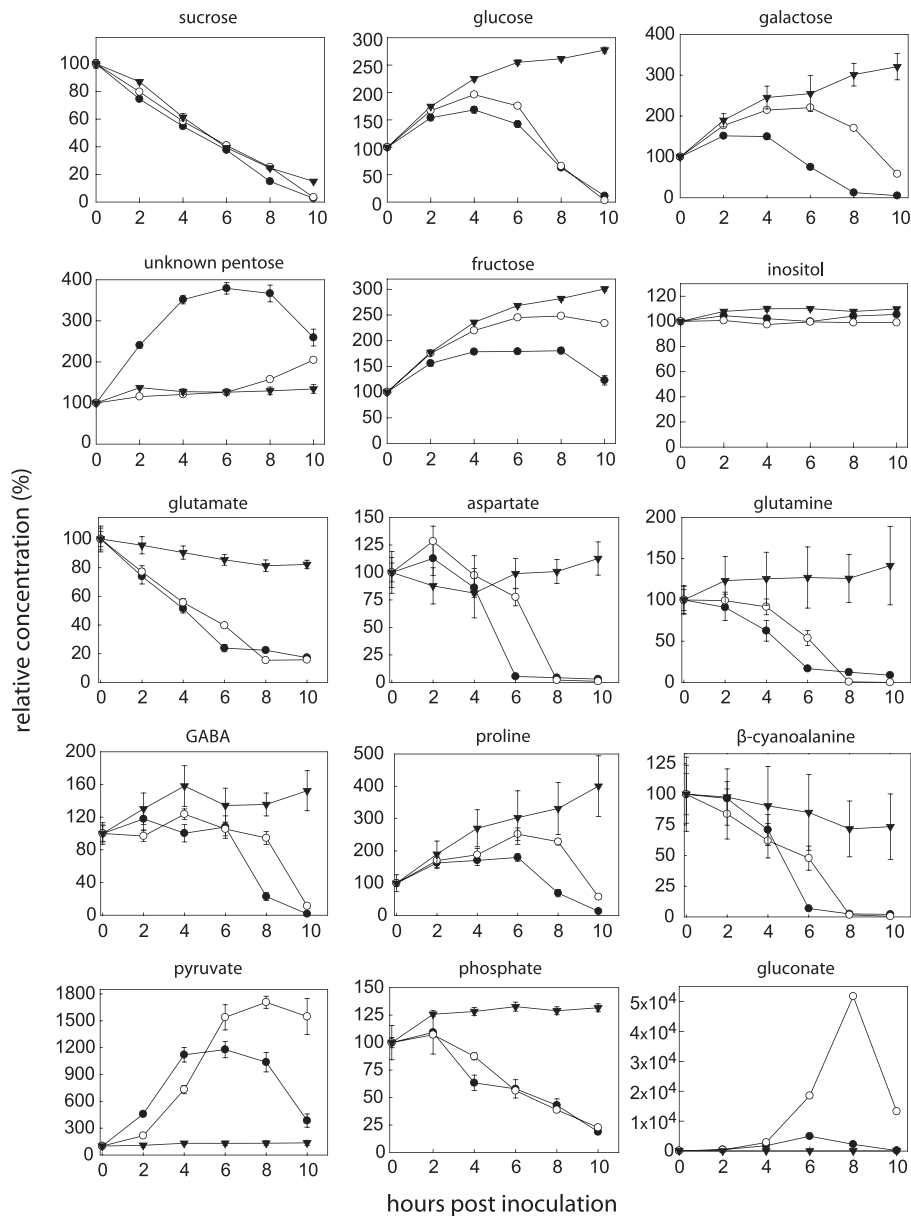 sucrose glucose galactose
100 80 60 40 20 0
0 2 4 6 8 10
300 250 200 150 100 50 0
0 2 4 6 8 10
400 300 200 100 0
0 2 4 6 8 10
unknown pentose fructose inositol
400 300 200 100 0
0 2 4 6 8 10
300 250 200 150 100 50 0
0 2 4 6 8 10
120 100 80 60 40 20 0
0 2 4 6 8 10
relative concentration (%)
glutamate aspartate glutamine
100 80 60 40 20 0
0 2 4 6 8 10
150 125 100 75 50 25 0
0 2 4 6 8 10
200 150 100 50 0
0 2 4 6 8 10
GABA proline β-cyanoalanine
200 160 120 80 40 0
0 2 4 6 8 10
500 400 300 200 100 0
0 2 4 6 8 10
125 100 75 50 25 0
0 2 4 6 8 10
pyruvate phosphate gluconate
1800 1500 1200 900 600 300 100 0
0 2 4 6 8 10
150 125 100 75 50 25 0
0 2 4 6 8 10
5x10⁴ 4x10⁴ 3x10⁴ 2x10⁴ 1x10⁴ 100 0
0 2 4 6 8 10
hours post inoculation